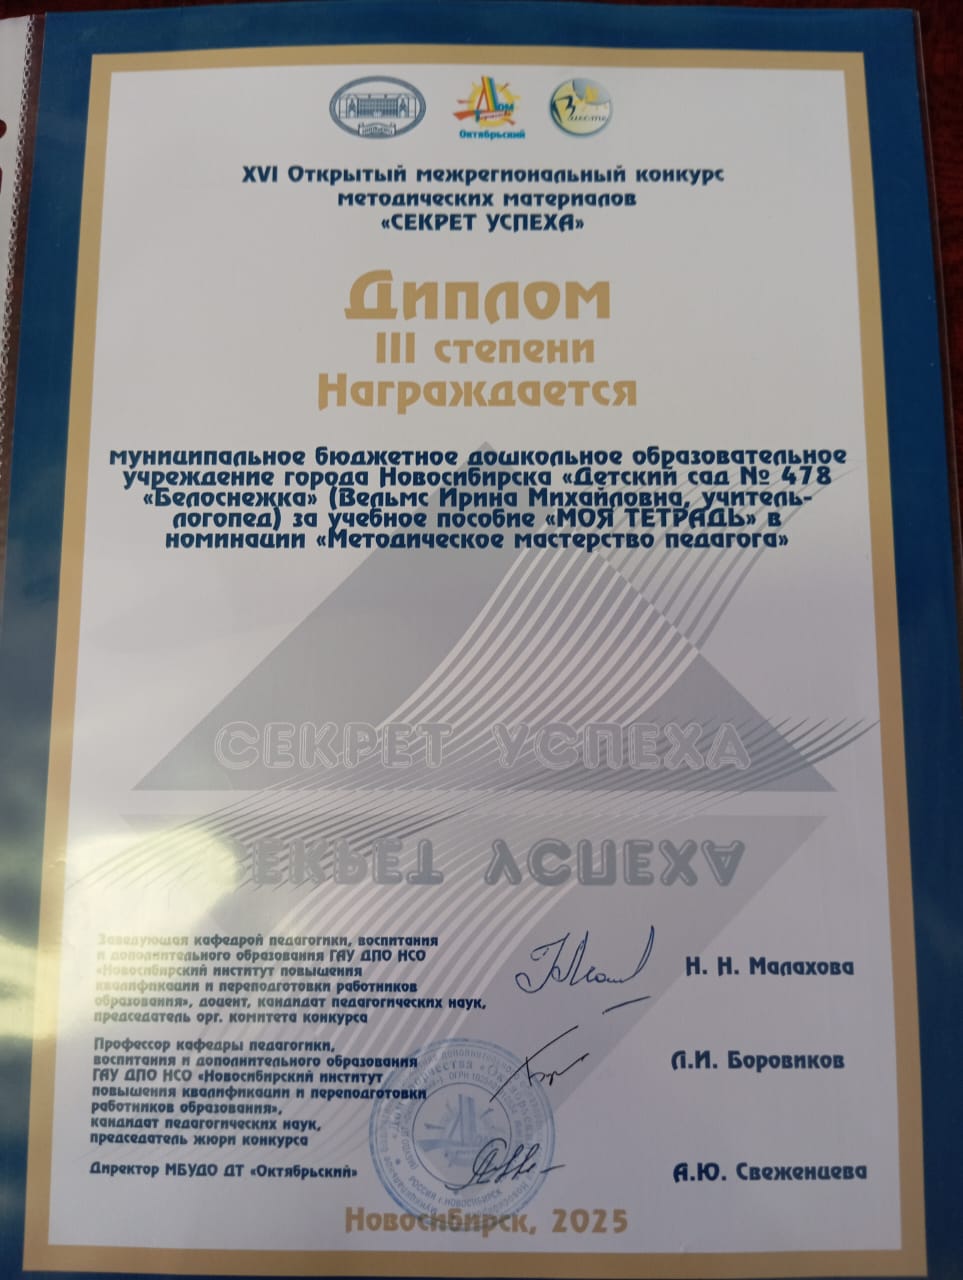 Дом
творчества
Октябрьский
Вместе
XVI Открытый межрегиональный конкурс
методических материалов
«СЕКРЕТ УСПЕХА»
Диплом
III степени
Награждается
муниципальное бюджетное дошкольное образовательное
учреждение города Новосибирска «Детский сад № 478
«Белоснежка» (Вельмс Ирина Михайловна, учитель-
логопед) за учебное пособие «МОЯ ТЕТРАДЬ» в
номинации «Методическое мастерство педагога»
СЕКРЕТ УСПЕХА
СЕКРЕТ УСПЕХА
Заведующая кафедрой педагогики, воспитания
и дополнительного образования ГАУ ДПО НСО
«Новосибирский институт повышения
квалификации и переподготовки работников
образования», доцент, кандидат педагогических наук,
председатель орг. комитета конкурса
Н. Н. Малахова
Профессор кафедры педагогики,
воспитания и дополнительного образования
ГАУ ДПО НСО «Новосибирский институт
повышения квалификации и переподготовки
работников образования»,
кандидат педагогических наук,
председатель жюри конкурса
Л.И. Боровиков
Директор МБУДО ДТ «Октябрьский»
А.Ю. Свеженцева
РОССИЯ г.НОВОСИБИРСК
Новосибирск, 2025